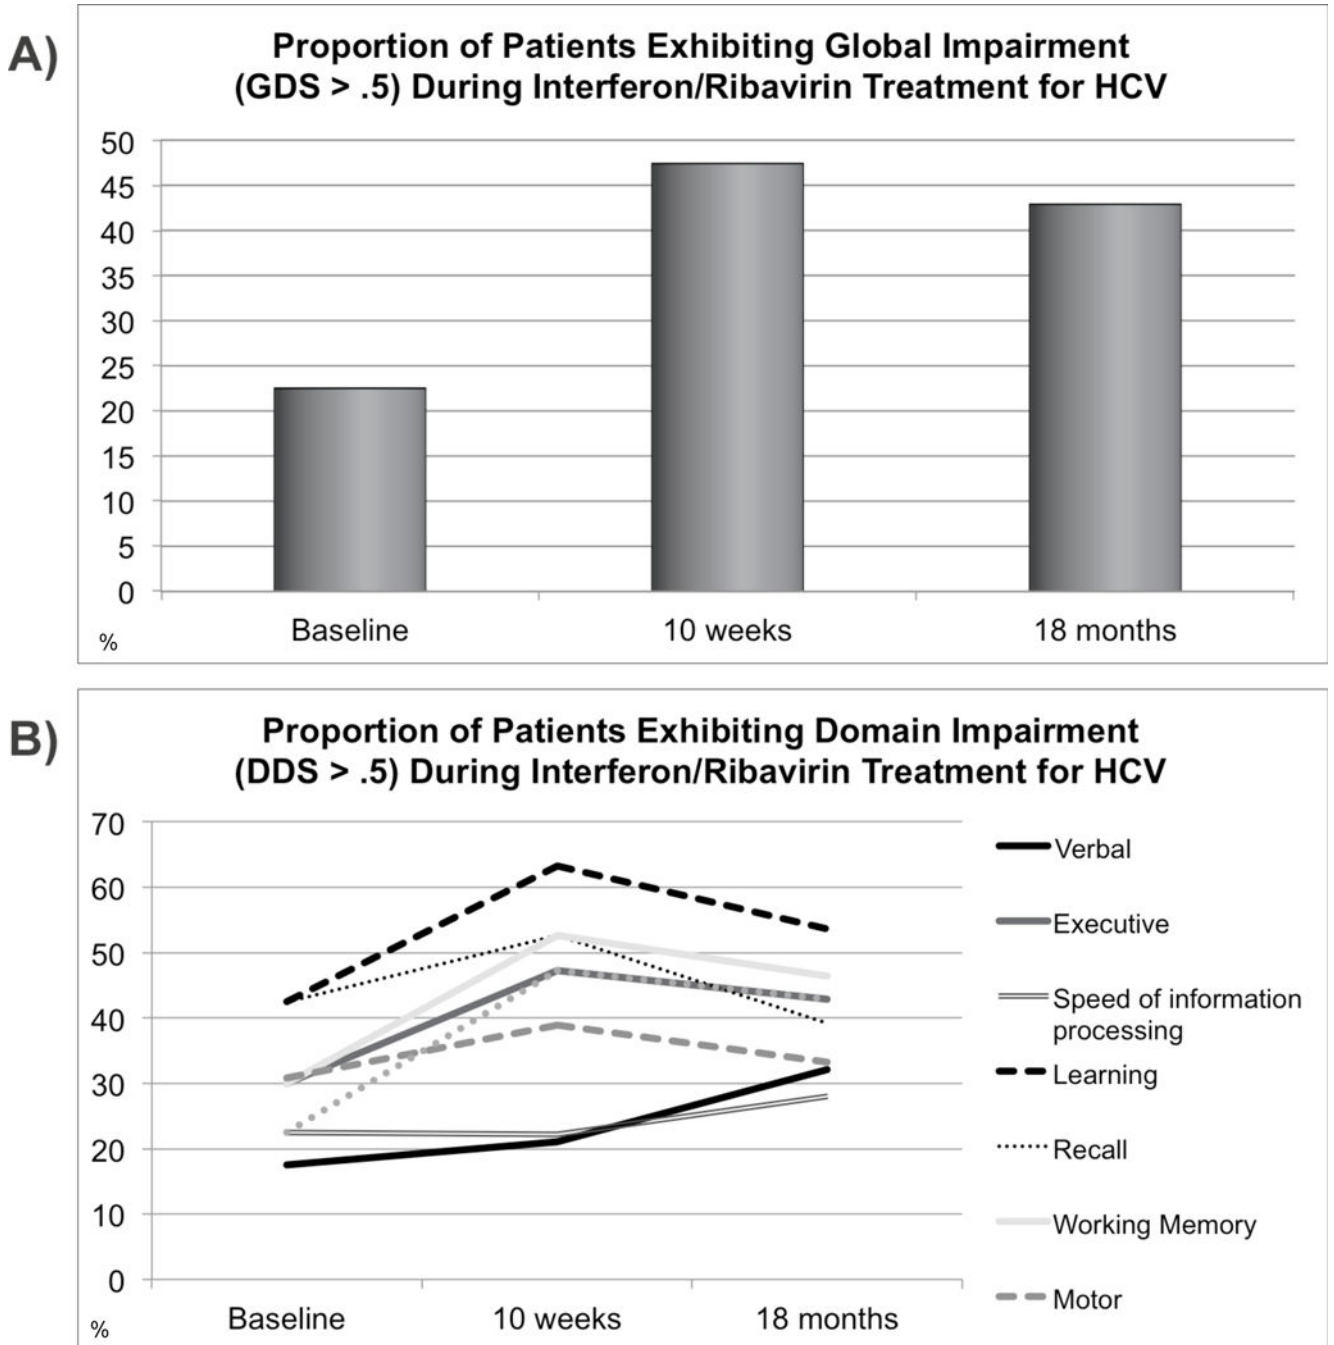 A)
Proportion of Patients Exhibiting Global Impairment
(GDS > .5) During Interferon/Ribavirin Treatment for HCV
50
45
40
35
30
25
20
15
10
5
0
%
Baseline
10 weeks
18 months
B)
Proportion of Patients Exhibiting Domain Impairment
(DDS > .5) During Interferon/Ribavirin Treatment for HCV
70
60
50
40
30
20
10
0
%
Baseline
10 weeks
18 months
Verbal
Executive
Speed of information
processing
Learning
Recall
Working Memory
Motor